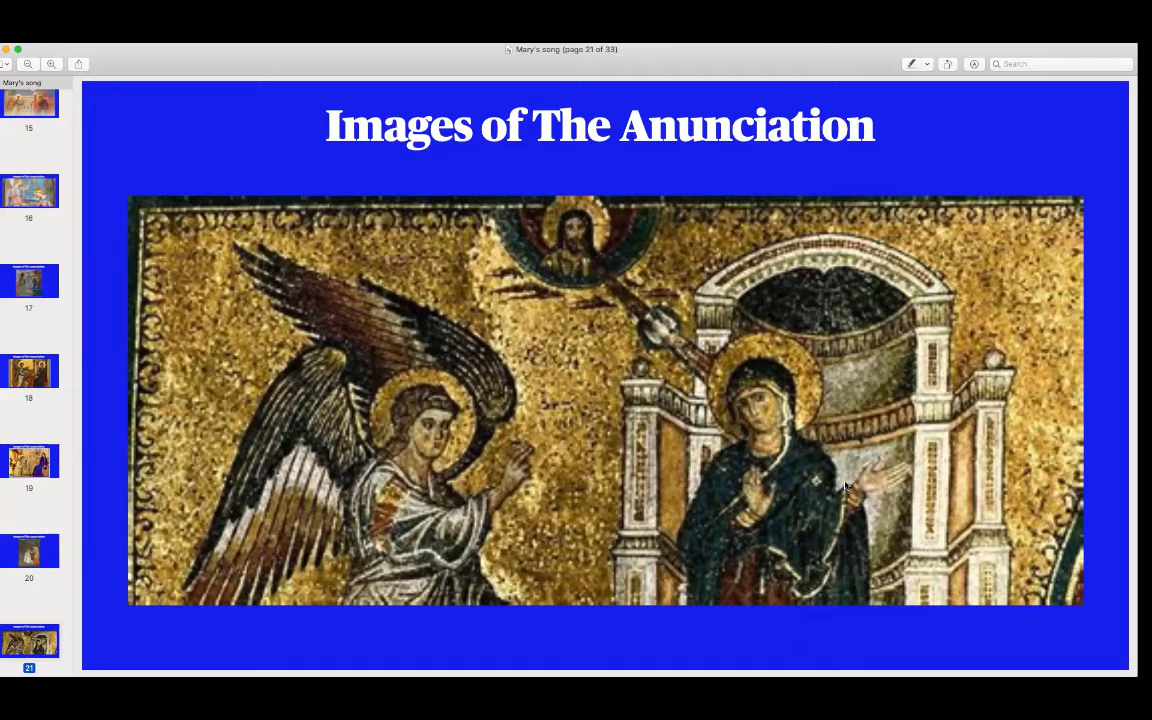 Mary's song (page 21 of 33)
Search
Mary's song
Images of The Anunciation
15
16
17
18
19
20
21